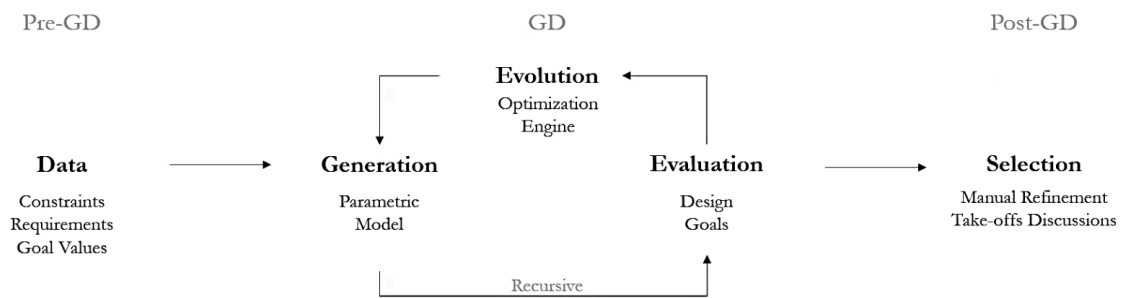 Pre-GD
GD
Post-GD
Evolution
Optimization
Engine
Data
Constraints
Requirements
Goal Values
Generation
Parametric
Model
Evaluation
Design
Goals
Selection
Manual Refinement
Take-offs Discussions
Recursive